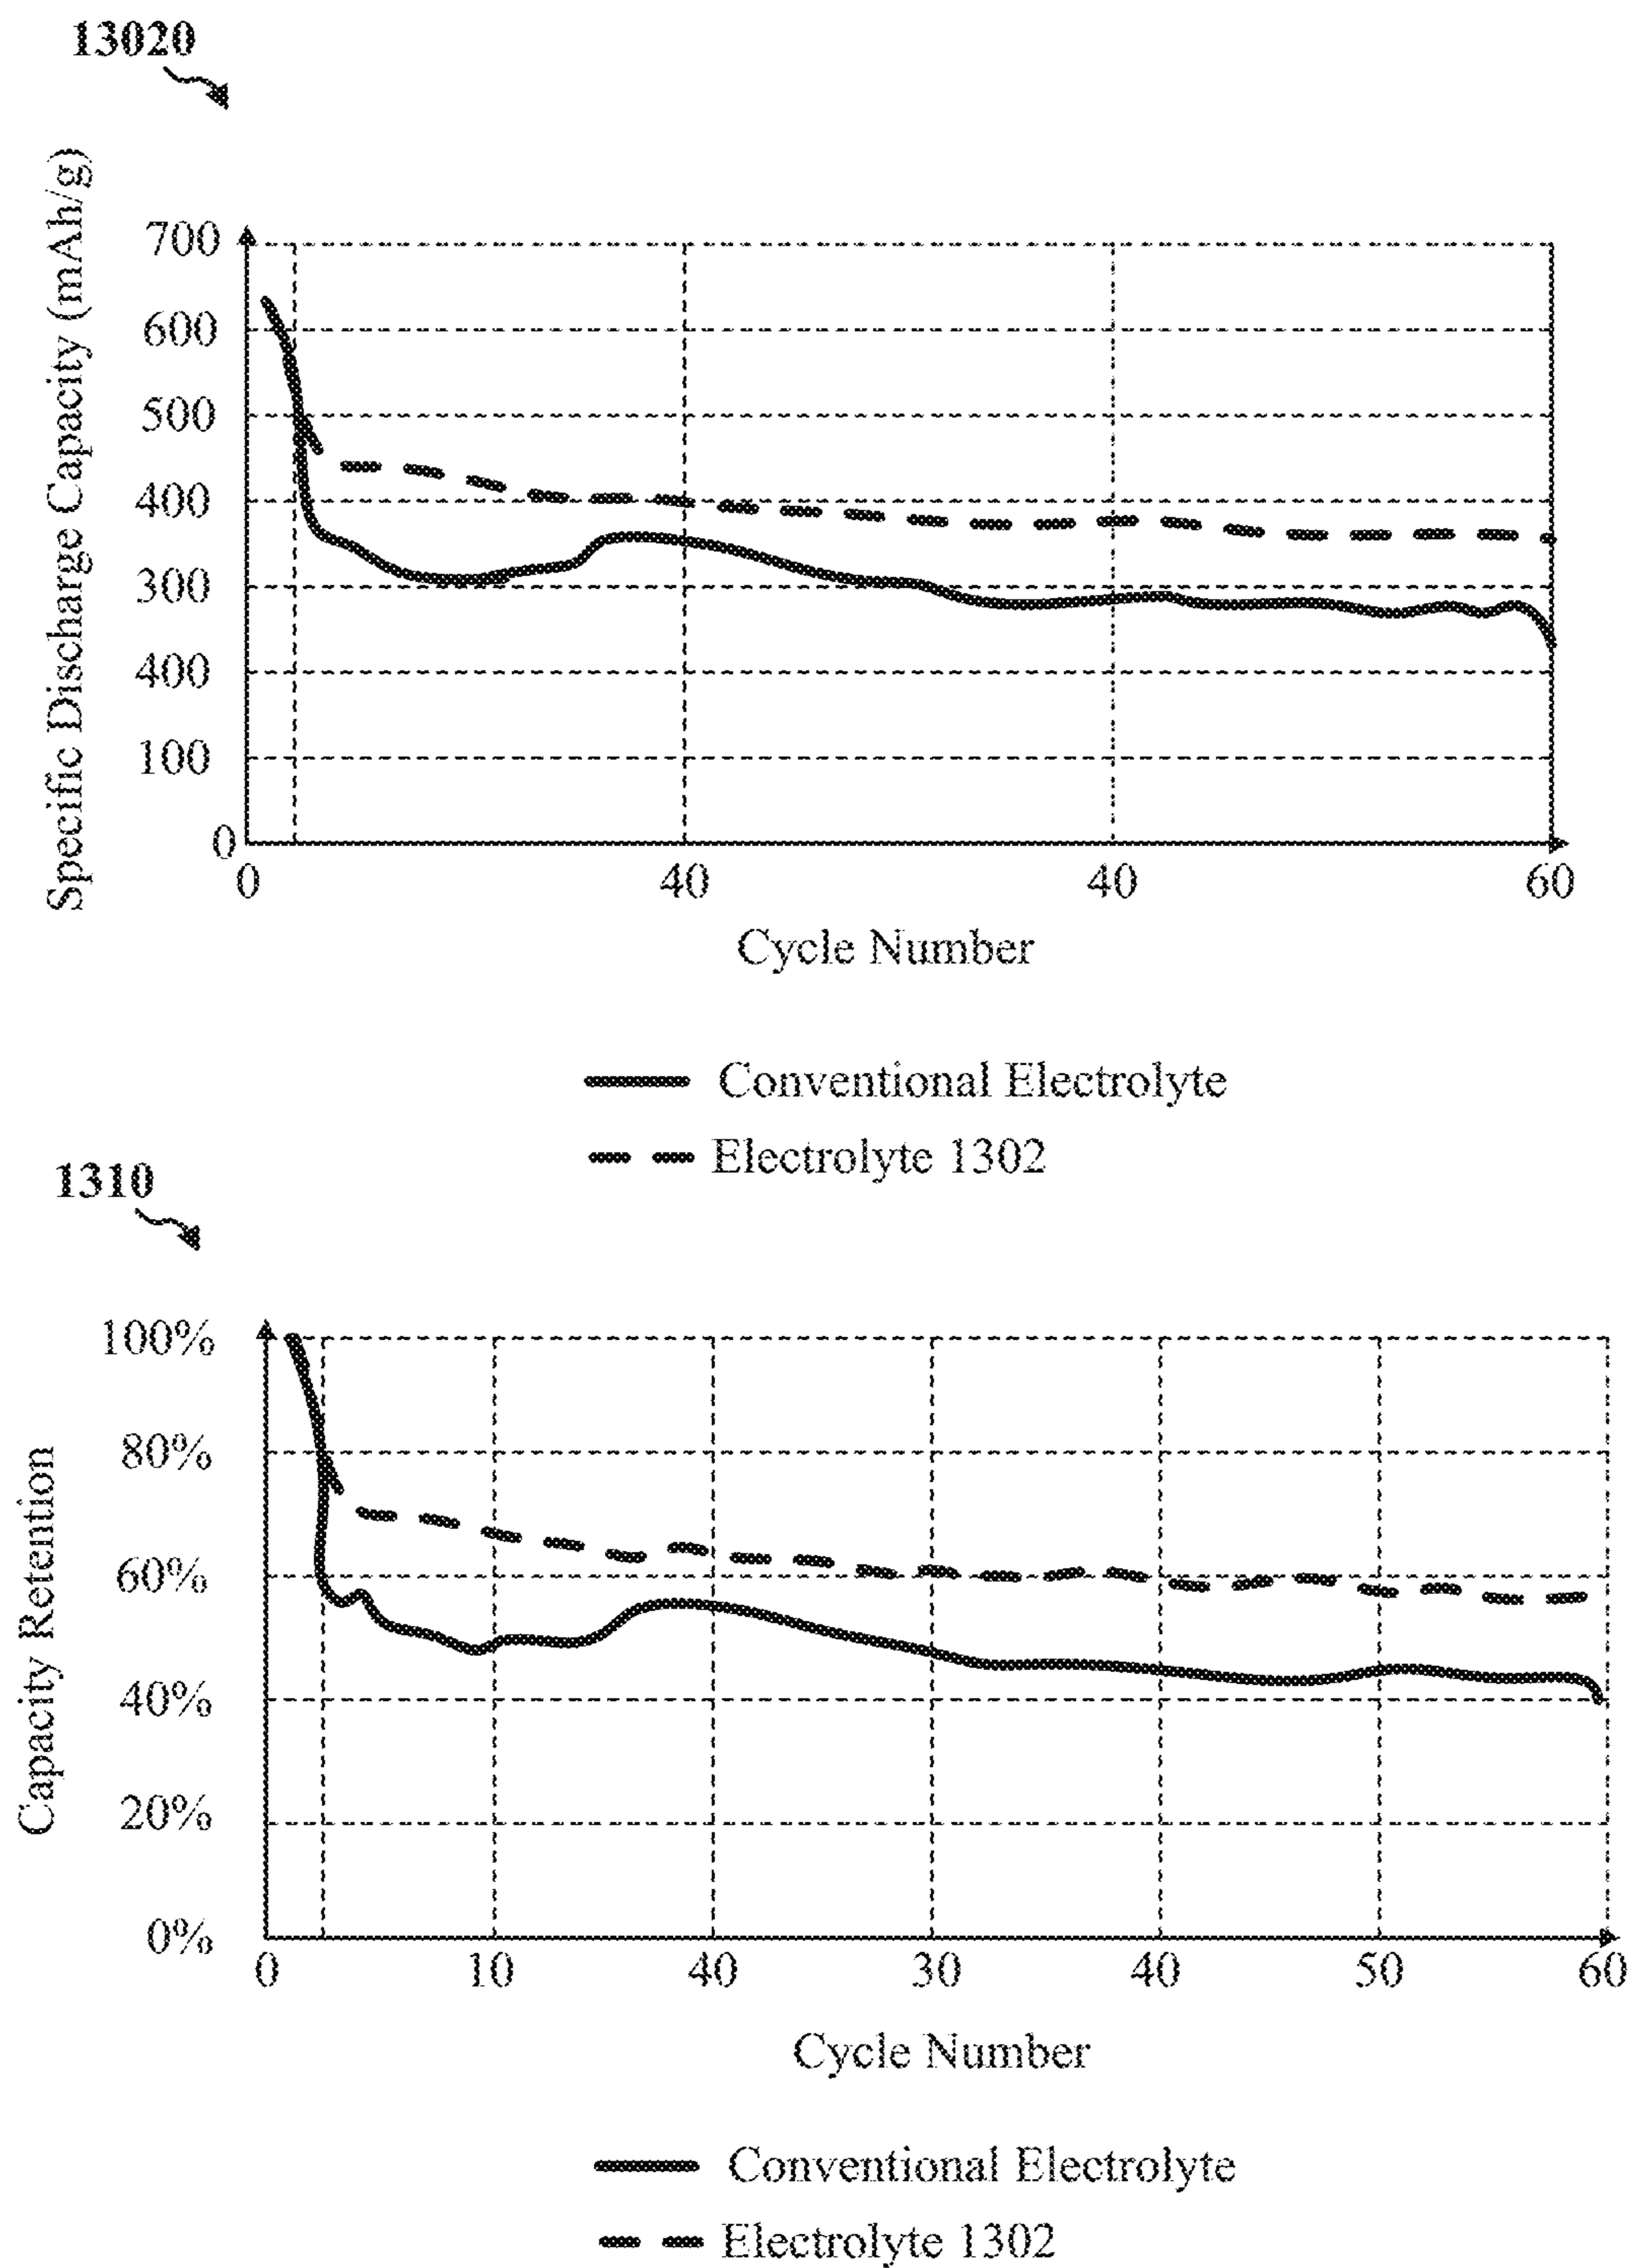 13020
Specific Discharge Capacity (mAh/g)
700
600
500
400
300
400
100
0
0 40 40 60
Cycle Number
Conventional Electrolyte
Electrolyte 1302
1310
Capacity Retention
100%
80%
60%
40%
20%
0%
0 10 40 30 40 50 60
Cycle Number
Conventional Electrolyte
Electrolyte 1302